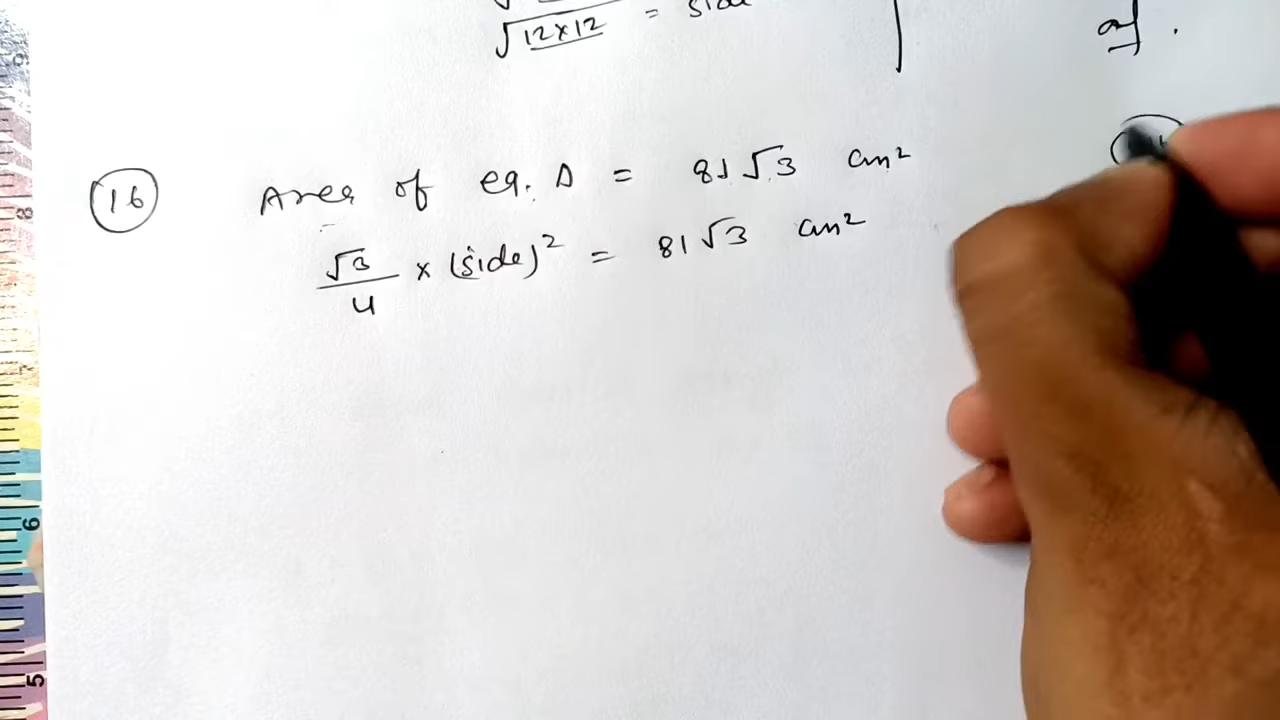 √12×12 = side
16 Area of eq. Δ = 81√3 cm²
√3/4 × (side)² = 81√3 cm²